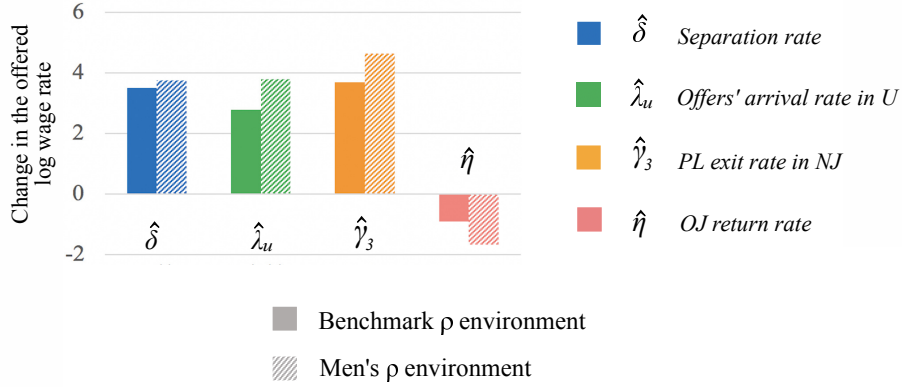 Change in the offered
log wage rate
6
4
2
0
-2
δ̂
λ̂u
γ̂3
η̂
δ̂ Separation rate
λ̂u Offers' arrival rate in U
γ̂3 PL exit rate in NJ
η̂ OJ return rate
Benchmark ρ environment
Men's ρ environment